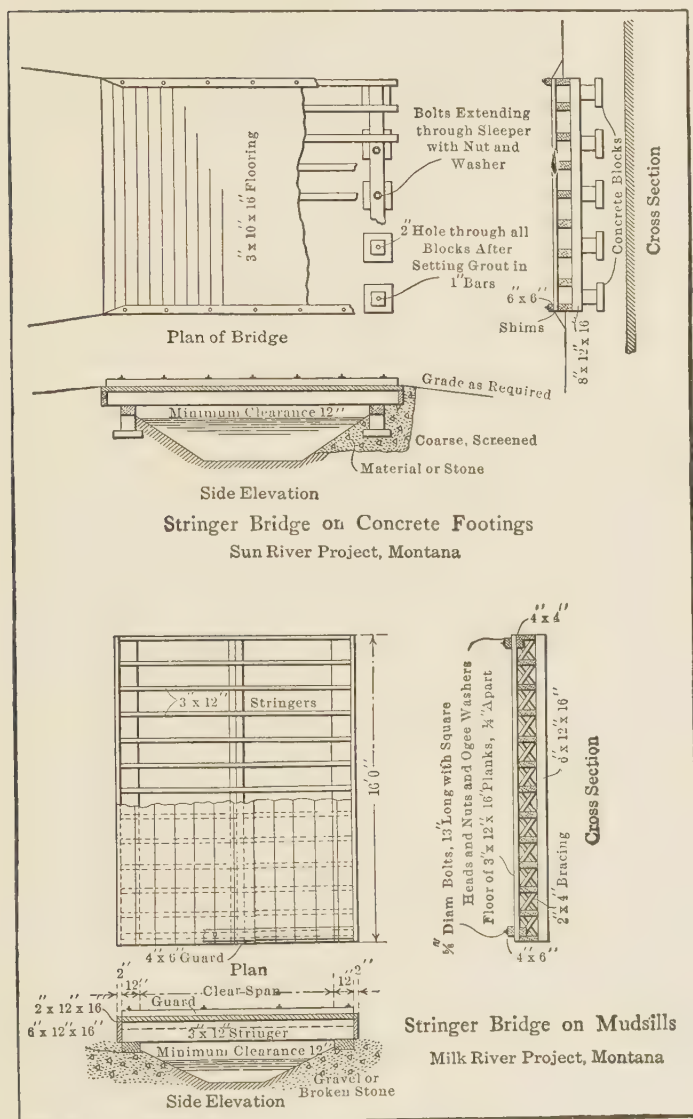 Bolts Extending
through Sleeper
with Nut and
Washer
3" x 10" x 16" Flooring
2" Hole through all
Blocks After
Setting Grout in
1" Bars
Plan of Bridge
6" x 6"
Shims
8" x 12" x 16
Concrete Blocks
Cross Section
Grade as Required
Minimum Clearance 12"
Coarse, Screened
Material or Stone
Side Elevation
Stringer Bridge on Concrete Footings
Sun River Project, Montana
3" x 12" Stringers
16'0"
4" x 6" Guard
Plan
4" x 4"
Diam Bolts, 13" Long with Square
Heads and Nuts and Ogee Washers
Floor of 3" x 12" x 16" Planks, ¼" Apart
2" x 4" Bracing
6" x 12" x 16"
4" x 6"
Cross Section
2" 12" Clear Span 12" 2"
2" x 12" x 16"
Guard
6" x 12" x 16"
3" x 12" Stringer
Minimum Clearance 12"
Gravel or
Broken Stone
Side Elevation
Stringer Bridge on Mudsills
Milk River Project, Montana